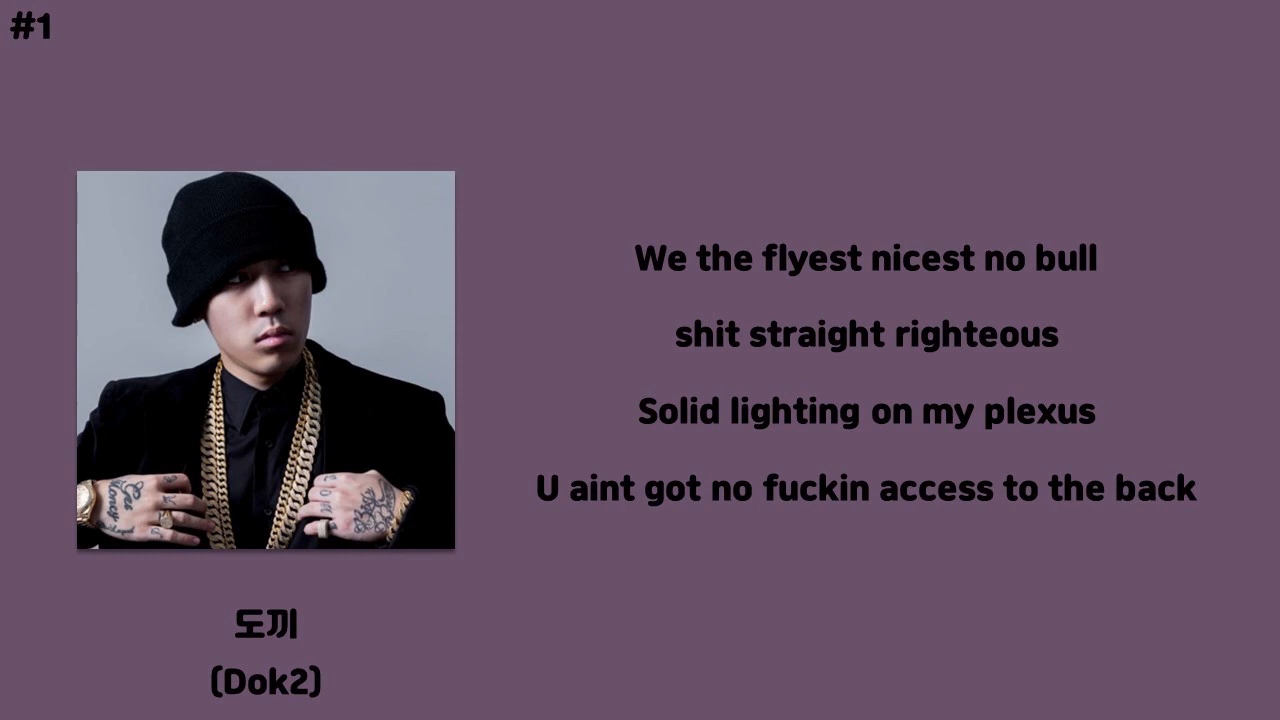 #1
We the flyest nicest no bull
shit straight righteous
Solid lighting on my plexus
U aint got no fuckin access to the back
도끼
(Dok2)